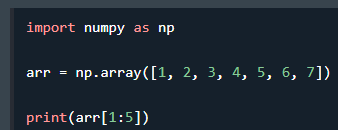 import numpy as np
arr = np.array([1, 2, 3, 4, 5, 6, 7])
print(arr[1:5])